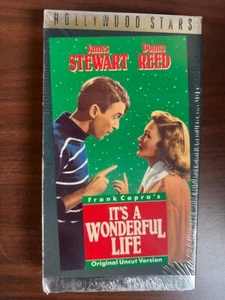 HOLLYWOOD STARS
James Donna
STEWART REED
Frank Capra's
IT'S A
WONDERFUL
LIFE
Original Uncut Version